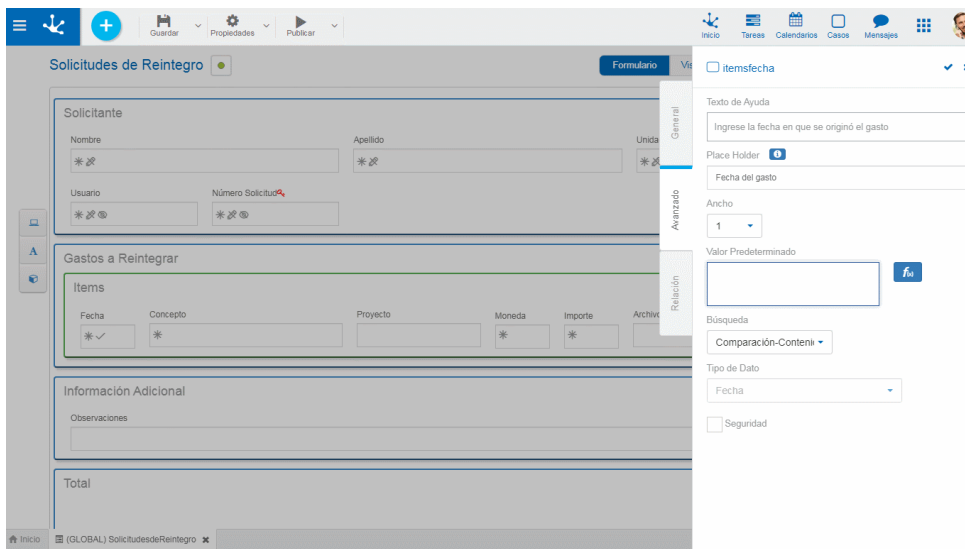 Guardar
Propiedades
Publicar
Inicio
Tareas
Calendarios
Casos
Mensajes
Solicitudes de Reintegro
Formulario
Solicitante
Nombre
Apellido
Usuario
Número Solicitud
Gastos a Reintegrar
Items
Fecha
Concepto
Proyecto
Moneda
Importe
Información Adicional
Observaciones
Total
General
Avanzado
Relación
itemsfecha
Texto de Ayuda
Ingrese la fecha en que se originó el gasto
Place Holder
Fecha del gasto
Ancho
1
Valor Predeterminado
f(x)
Búsqueda
Comparación-Conteni
Tipo de Dato
Fecha
Seguridad
Inicio
(GLOBAL) SolicitudesdeReintegro